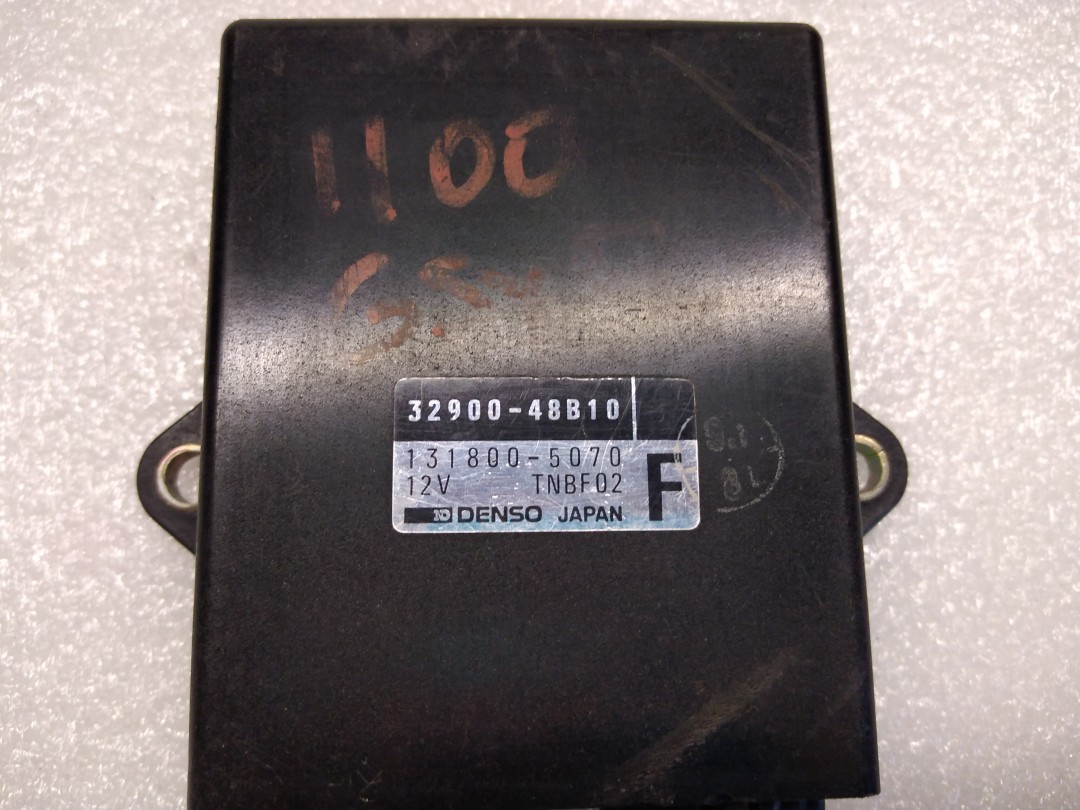 1100
32900-48B10
131800-5070
12V TNBF02 F
DENSO JAPAN